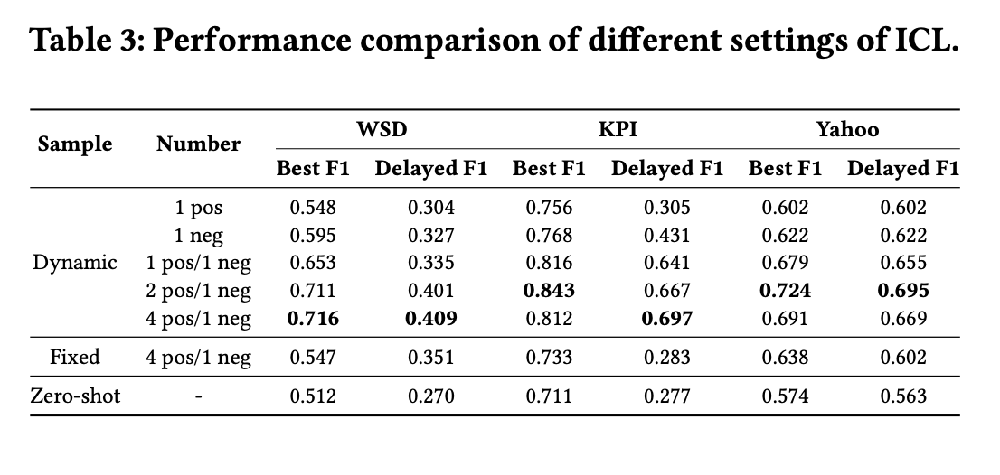 Table 3: Performance comparison of different settings of ICL.
Sample Number WSD KPI Yahoo
Best F1 Delayed F1 Best F1 Delayed F1 Best F1 Delayed F1
Dynamic 1 pos 0.548 0.304 0.756 0.305 0.602 0.602
1 neg 0.595 0.327 0.768 0.431 0.622 0.622
1 pos/1 neg 0.653 0.335 0.816 0.641 0.679 0.655
2 pos/1 neg 0.711 0.401 0.843 0.667 0.724 0.695
4 pos/1 neg 0.716 0.409 0.812 0.697 0.691 0.669
Fixed 4 pos/1 neg 0.547 0.351 0.733 0.283 0.638 0.602
Zero-shot - 0.512 0.270 0.711 0.277 0.574 0.563